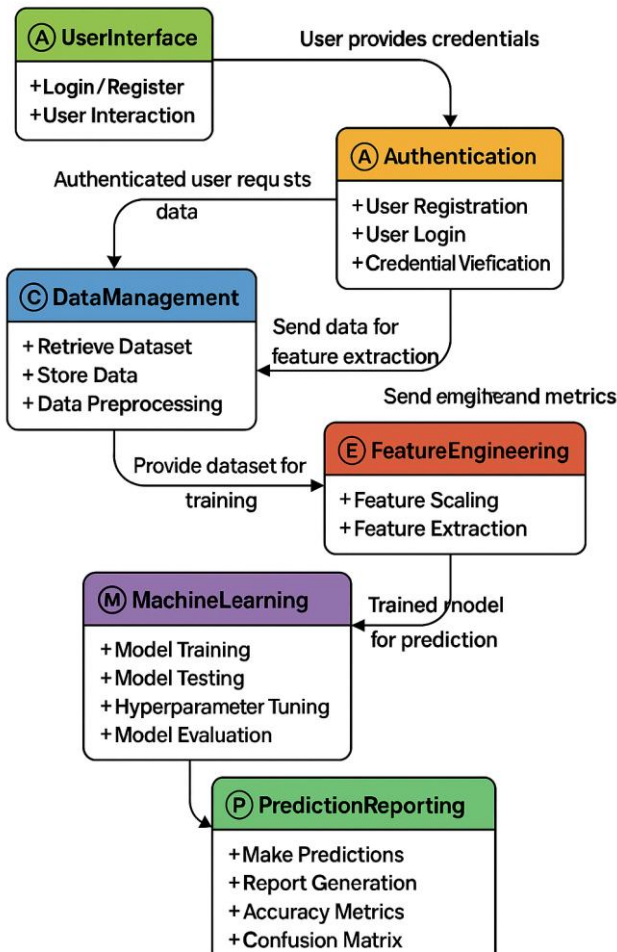 A UserInterface
+Login/Register
+User Interaction
User provides credentials
A Authentication
+User Registration
+User Login
+Credential Viefication
Authenticated user requ sts
data
C DataManagement
+ Retrieve Dataset
+ Store Data
+ Data Preprocessing
Send data for
feature extraction
Send and metrics
E FeatureEngineering
+ Feature Scaling
+ Feature Extraction
Provide dataset for
training
M MachineLearning
+ Model Training
+ Model Testing
+ Hyperparameter Tuning
+ Model Evaluation
Trained model
for prediction
P PredictionReporting
+Make Predictions
+Report Generation
+Accuracy Metrics
+Confusion Matrix